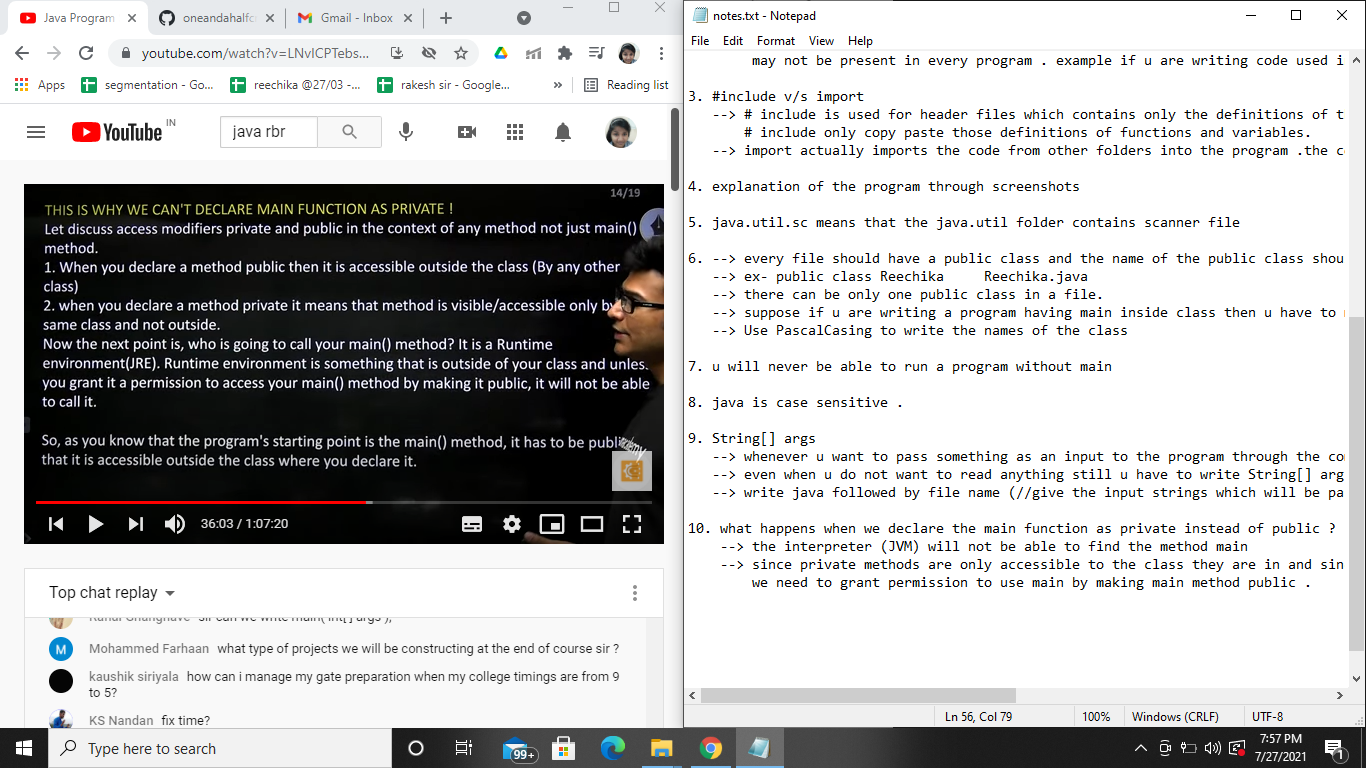 Java Program
oneandahalfc
Gmail - Inbox
youtube.com/watch?v=LNvICPTebs...
Apps
segmentation - Go...
reechika @27/03 -...
rakesh sir - Google...
»
Reading list
YouTube IN
java rbr
14/19
THIS IS WHY WE CAN'T DECLARE MAIN FUNCTION AS PRIVATE !
Let discuss access modifiers private and public in the context of any method not just main()
method.
1. When you declare a method public then it is accessible outside the class (By any other
class)
2. when you declare a method private it means that method is visible/accessible only by
same class and not outside.
Now the next point is, who is going to call your main() method? It is a Runtime
environment(JRE). Runtime environment is something that is outside of your class and unles
you grant it a permission to access your main() method by making it public, it will not be able
to call it.
So, as you know that the program's starting point is the main() method, it has to be publi
that it is accessible outside the class where you declare it.
36:03 / 1:07:20
Top chat replay
sir can we write main( int[] args );
Mohammed Farhaan what type of projects we will be constructing at the end of course sir ?
M
kaushik siriyala how can i manage my gate preparation when my college timings are from 9
to 5?
KS Nandan fix time?
notes.txt - Notepad
File Edit Format View Help
may not be present in every program . example if u are writing code used i
3. #include v/s import
--> # include is used for header files which contains only the definitions of t
# include only copy paste those definitions of functions and variables.
--> import actually imports the code from other folders into the program .the c
4. explanation of the program through screenshots
5. java.util.sc means that the java.util folder contains scanner file
6. --> every file should have a public class and the name of the public class shou
--> ex- public class Reechika Reechika.java
--> there can be only one public class in a file.
--> suppose if u are writing a program having main inside class then u have to
--> Use PascalCasing to write the names of the class
7. u will never be able to run a program without main
8. java is case sensitive .
9. String[] args
--> whenever u want to pass something as an input to the program through the co
--> even when u do not want to read anything still u have to write String[] arg
--> write java followed by file name (//give the input strings which will be pa
10. what happens when we declare the main function as private instead of public ?
--> the interpreter (JVM) will not be able to find the method main
--> since private methods are only accessible to the class they are in and sin
we need to grant permission to use main by making main method public .
Ln 56, Col 79
100%
Windows (CRLF)
UTF-8
Type here to search
99+
7:57 PM
7/27/2021
1